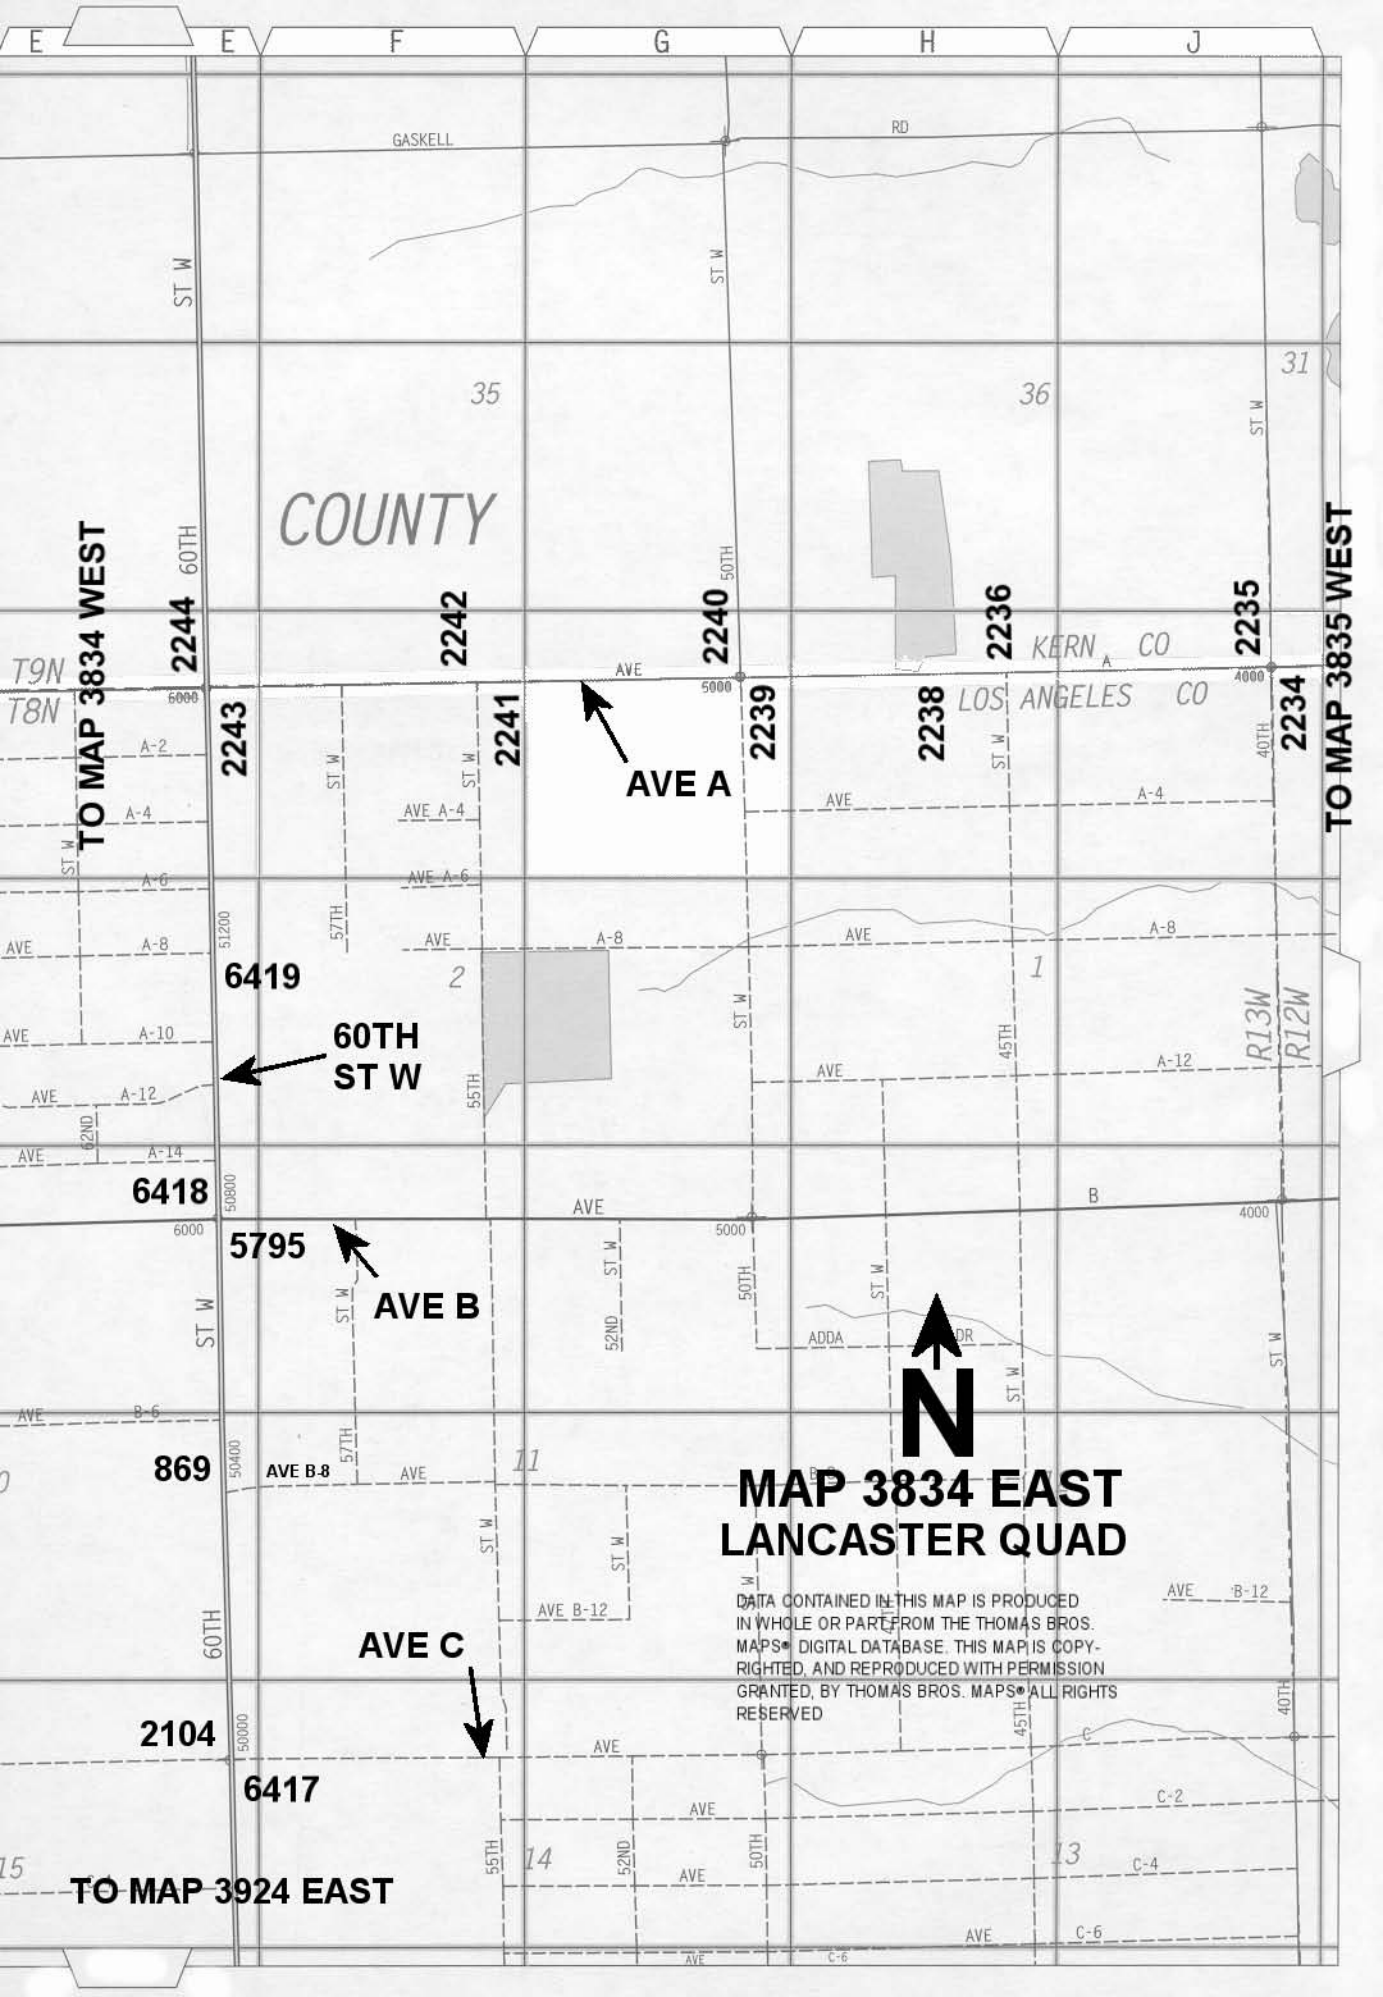 E E F G H J
GASKELL RD
ST W
ST W
35
36
31
ST W
COUNTY
TO MAP 3834 WEST
60TH
50TH
TO MAP 3835 WEST
2244
2242
2240
2236
2235
T9N
T8N
KERN CO
AVE A
6000
5000
4000
LOS ANGELES CO
2243
2241
2239
2238
2234
40TH
A-2
ST W
ST W
ST W
AVE A
AVE A-4
A-4
AVE A-4
ST W
A-6
AVE A-6
57TH
51200
AVE A-8
AVE A-8
AVE A-8
6419
2
1
ST W
R13W
R12W
AVE A-10
60TH
ST W
45TH
AVE A-12
AVE A-12
55TH
62ND
AVE A-14
6418
50800
AVE B
6000
5000
4000
5795
ST W
ST W
50TH
ST W
AVE B
ST W
52ND
ADDA DR
ST W
ST W
N
AVE B-6
57TH
11
869
50400
AVE B-8
AVE
B-8
MAP 3834 EAST
LANCASTER QUAD
ST W
ST W
ST W
AVE B-12
AVE B-12
DATA CONTAINED IN THIS MAP IS PRODUCED
IN WHOLE OR PART FROM THE THOMAS BROS.
MAPS® DIGITAL DATABASE. THIS MAP IS COPY-
RIGHTED, AND REPRODUCED WITH PERMISSION
GRANTED, BY THOMAS BROS. MAPS® ALL RIGHTS
RESERVED
60TH
AVE C
45TH
40TH
2104
50000
AVE C
6417
AVE C-2
55TH
14
52ND
50TH
13
15
AVE C-4
TO MAP 3924 EAST
AVE C-6
AVE C-6